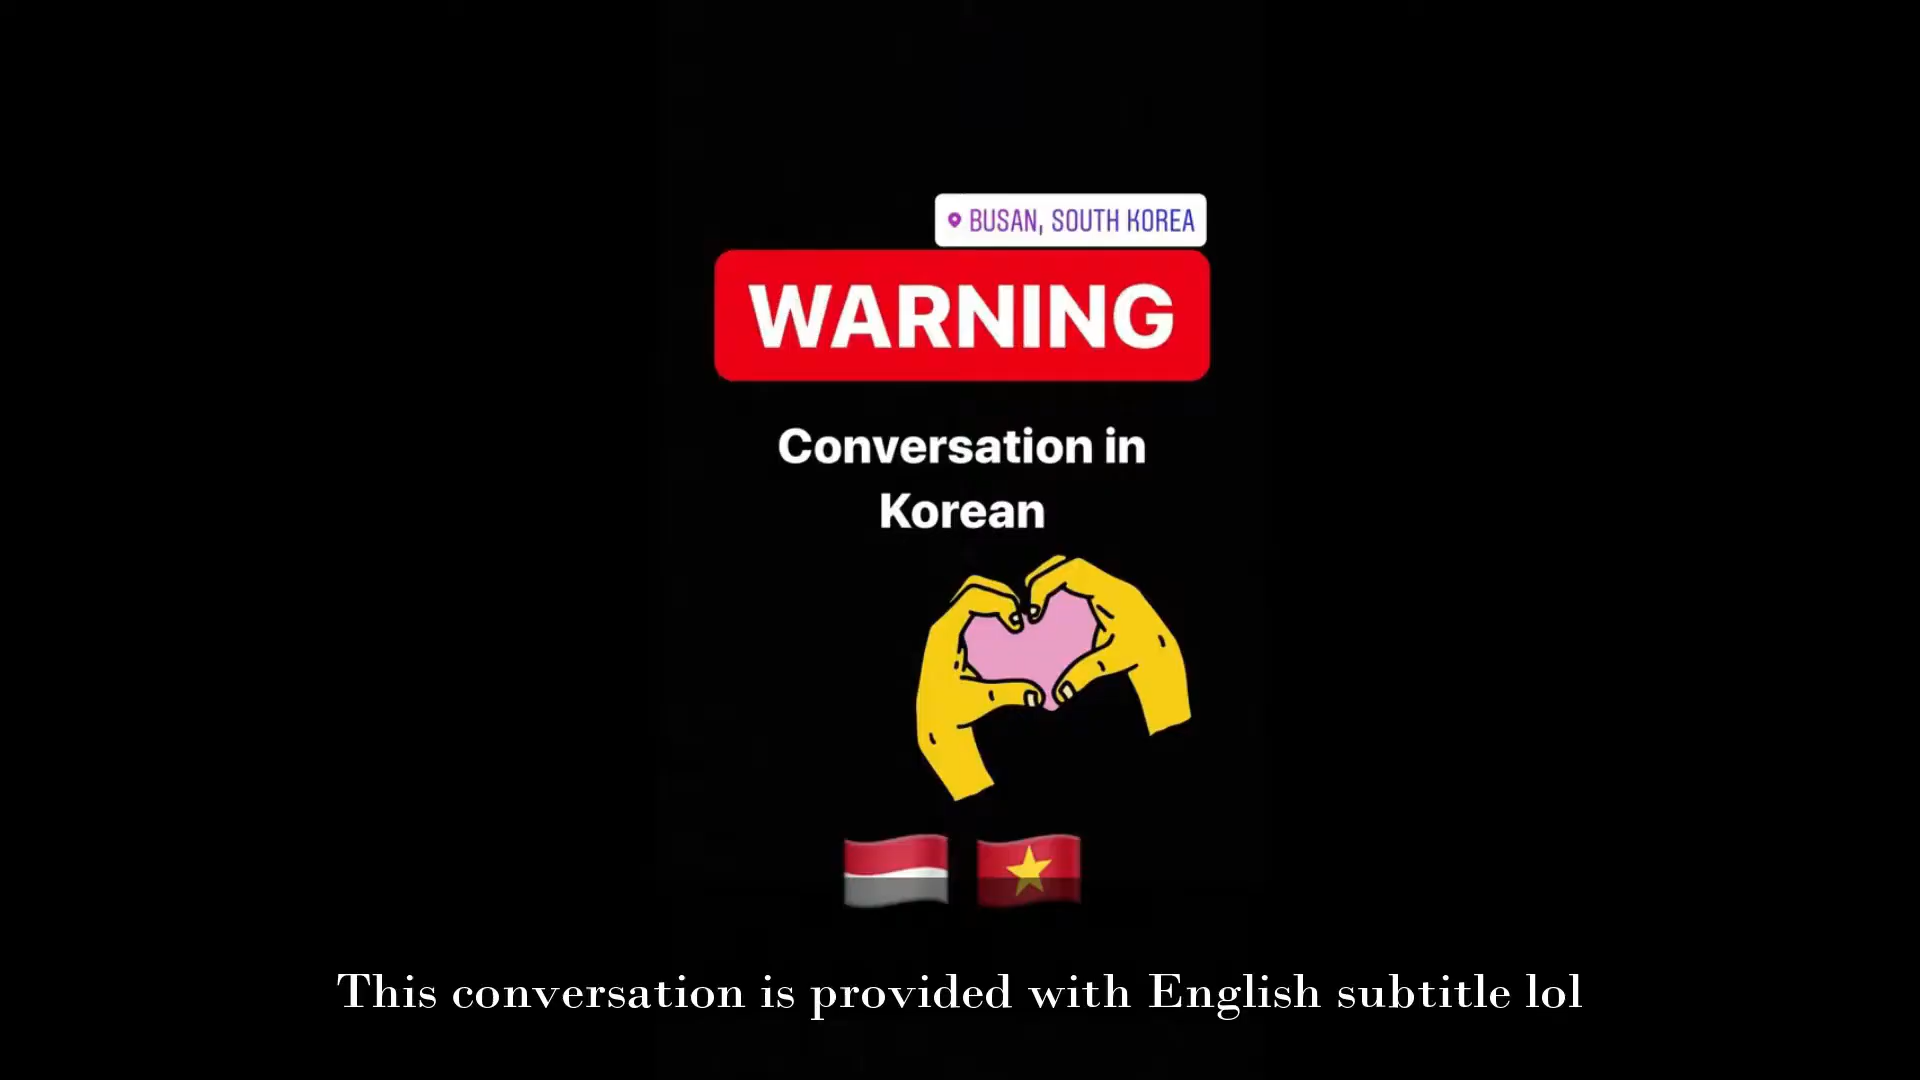 BUSAN, SOUTH KOREA
WARNING
Conversation in
Korean
This conversation is provided with English subtitle lol